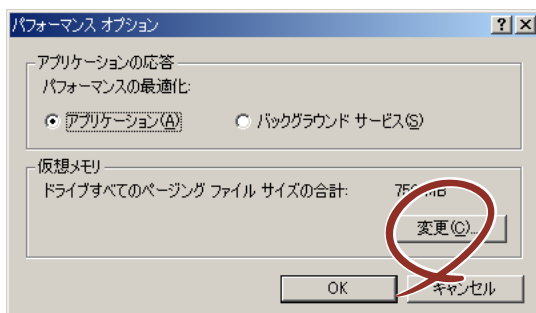 パフォーマンス オプション
アプリケーションの応答
パフォーマンスの最適化:
アプリケーション(A) バックグラウンド サービス(S)
仮想メモリ
ドライブすべてのページング ファイル サイズの合計: MB
変更(C)...
OK キャンセル